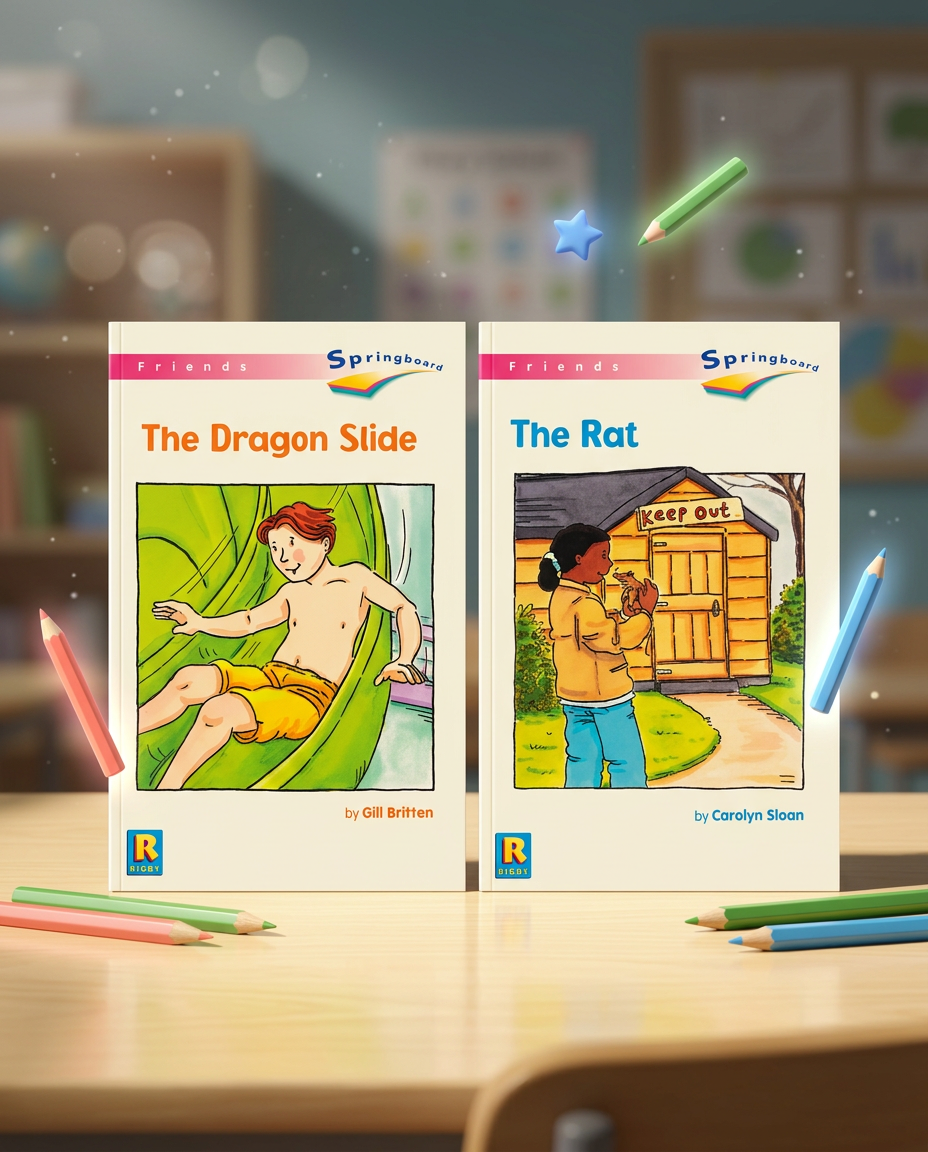 Friends
Springboard
The Dragon Slide
by Gill Britten
R
RIGBY
Friends
Springboard
The Rat
Keep Out
by Carolyn Sloan
R
RIGBY